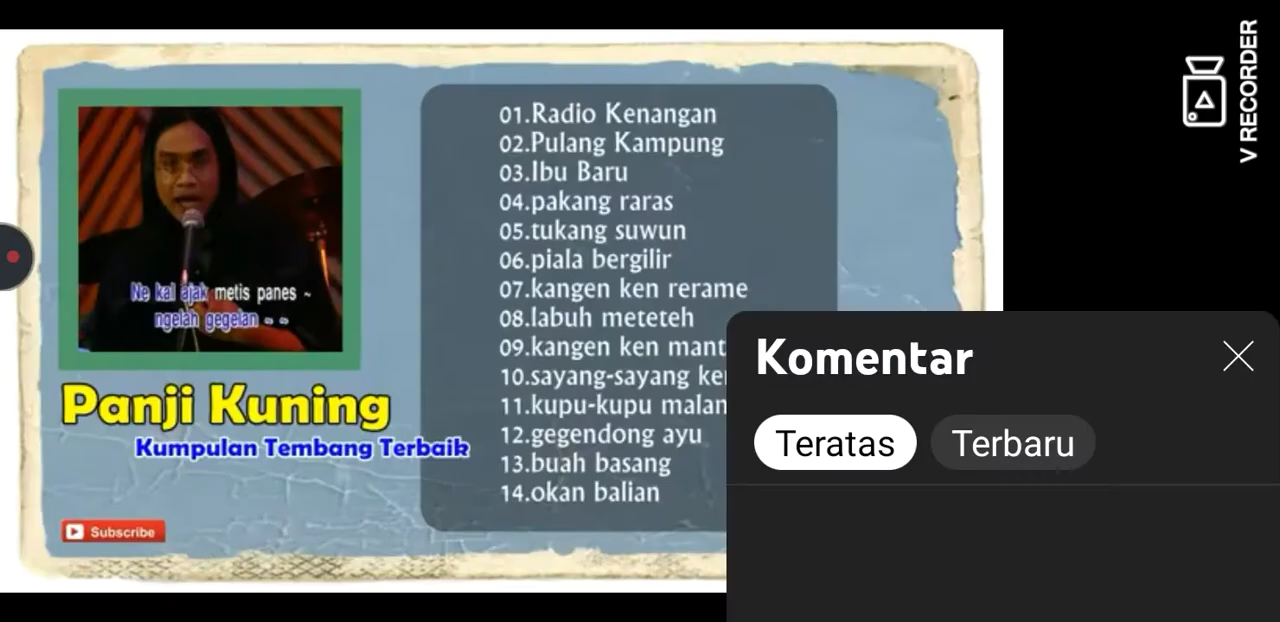 V RECORDER
01.Radio Kenangan
02.Pulang Kampung
03.Ibu Baru
04.pakang raras
05.tukang suwun
06.piala bergilir
07.kangen ken rerame
08.labuh meteteh
09.kangen ken mant
10.sayang-sayang ke
11.kupu-kupu malan
12.gegendong ayu
13.buah basang
14.okan balian
Ne kal ajak metis panes ~
ngelah gegelan ~ ~
Panji Kuning
Kumpulan Tembang Terbaik
Subscribe
Komentar
Teratas
Terbaru